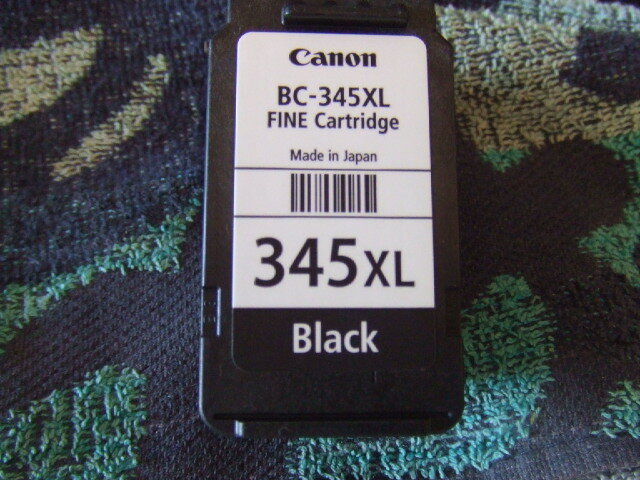 Canon
BC-345XL
FINE Cartridge
Made in Japan
345XL
Black